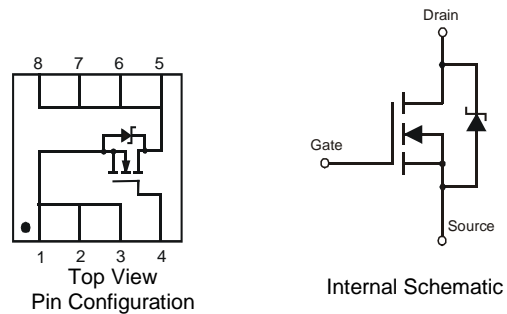 Drain
8 7 6 5
Gate
Source
1 2 3 4
Top View
Pin Configuration
Internal Schematic